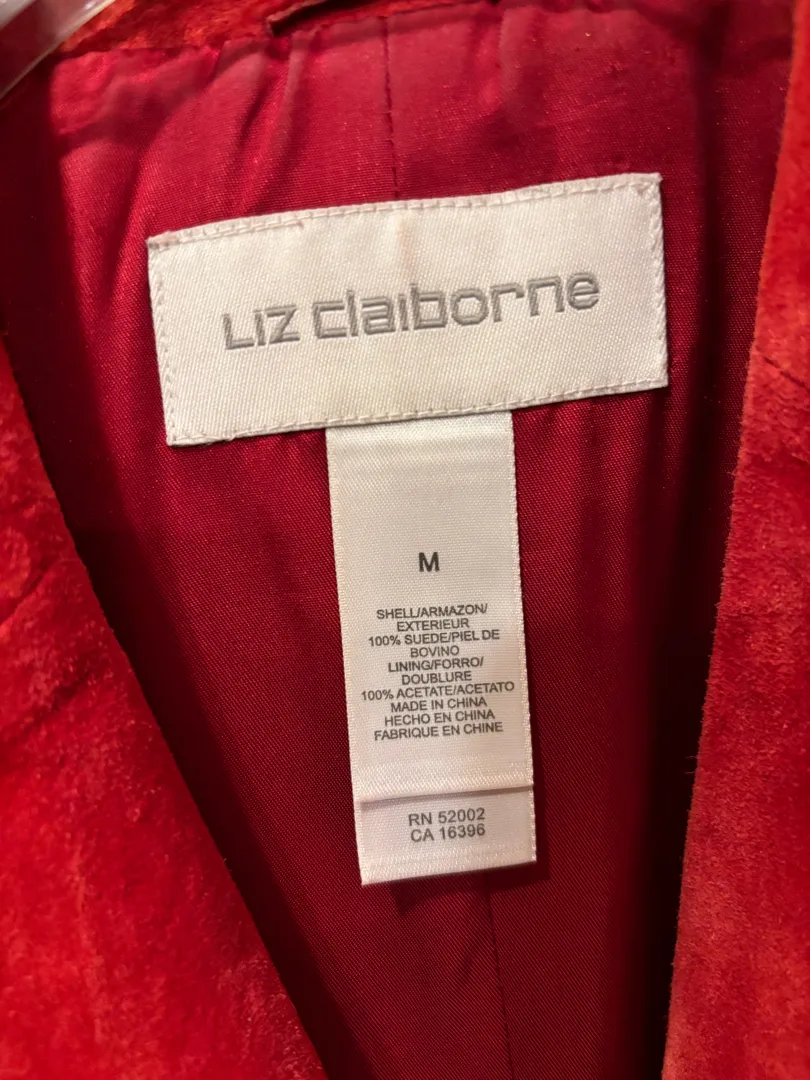 Liz claiborne
M
SHELL/ARMAZON/
EXTERIEUR
100% SUEDE/PIEL DE
BOVINO
LINING/FORRO/
DOUBLURE
100% ACETATE/ACETATO
MADE IN CHINA
HECHO EN CHINA
FABRIQUE EN CHINE
RN 52002
CA 16396